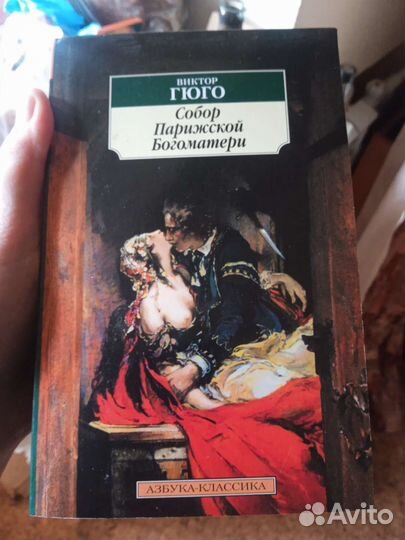 ВИКТОР
ГЮГО
Собор
Парижской
Богоматери
АЗБУКА-КЛАССИКА
Avito